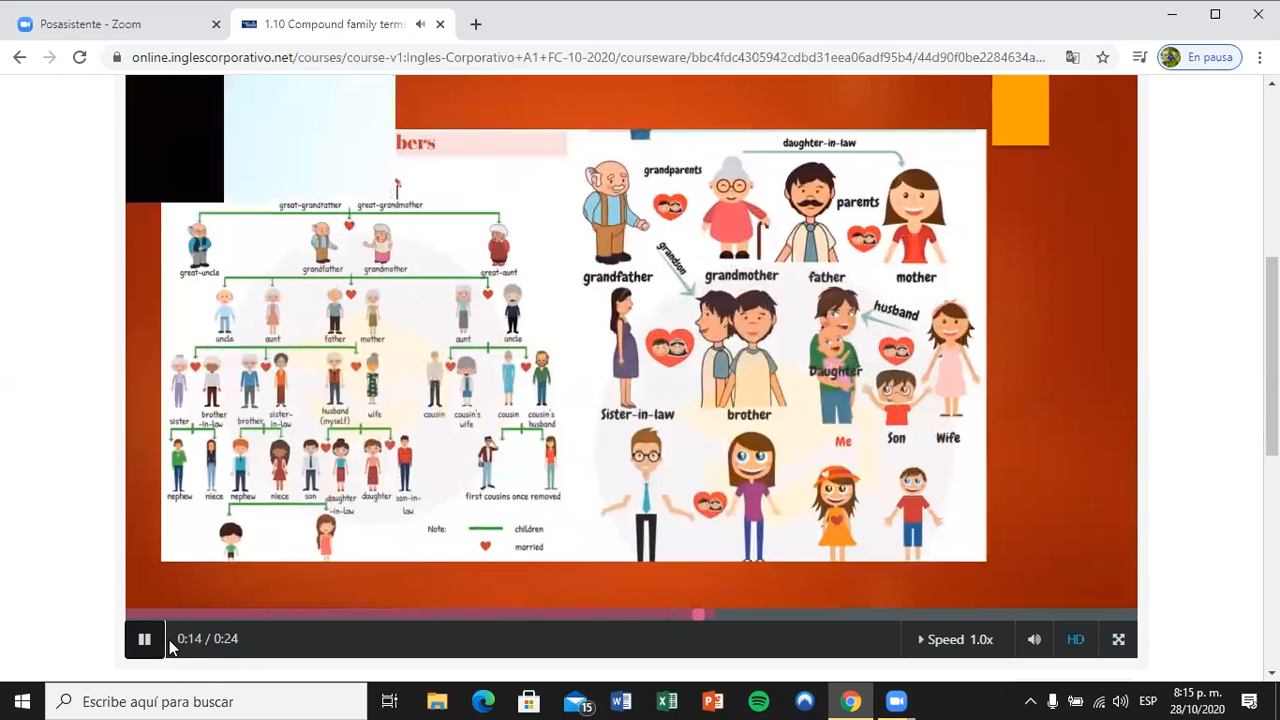 Posasistente - Zoom
1.10 Compound family terms
online.inglescorporativo.net/courses/course-v1:Ingles-Corporativo+A1+FC-10-2020/courseware/bbc4fdc4305942cdbd31eea06adf95b4/44d90f0be2284634a...
En pausa
bers
great-grandfather great-grandmother
great-uncle grandfather grandmother great-aunt
uncle aunt father mother aunt uncle
sister brother-in-law brother sister-in-law husband (myself) wife cousin cousin's wife cousin cousin's husband
nephew niece nephew niece son daughter-in-law daughter son-in-law first cousins once removed
Note: children
married
daughter-in-law
grandparents
parents
grandson
grandfather grandmother father mother
husband
Daughter
Sister-in-law brother
Me Son Wife
0:14 / 0:24
Speed 1.0x
HD
Escribe aquí para buscar
15
ESP
8:15 p. m.
28/10/2020